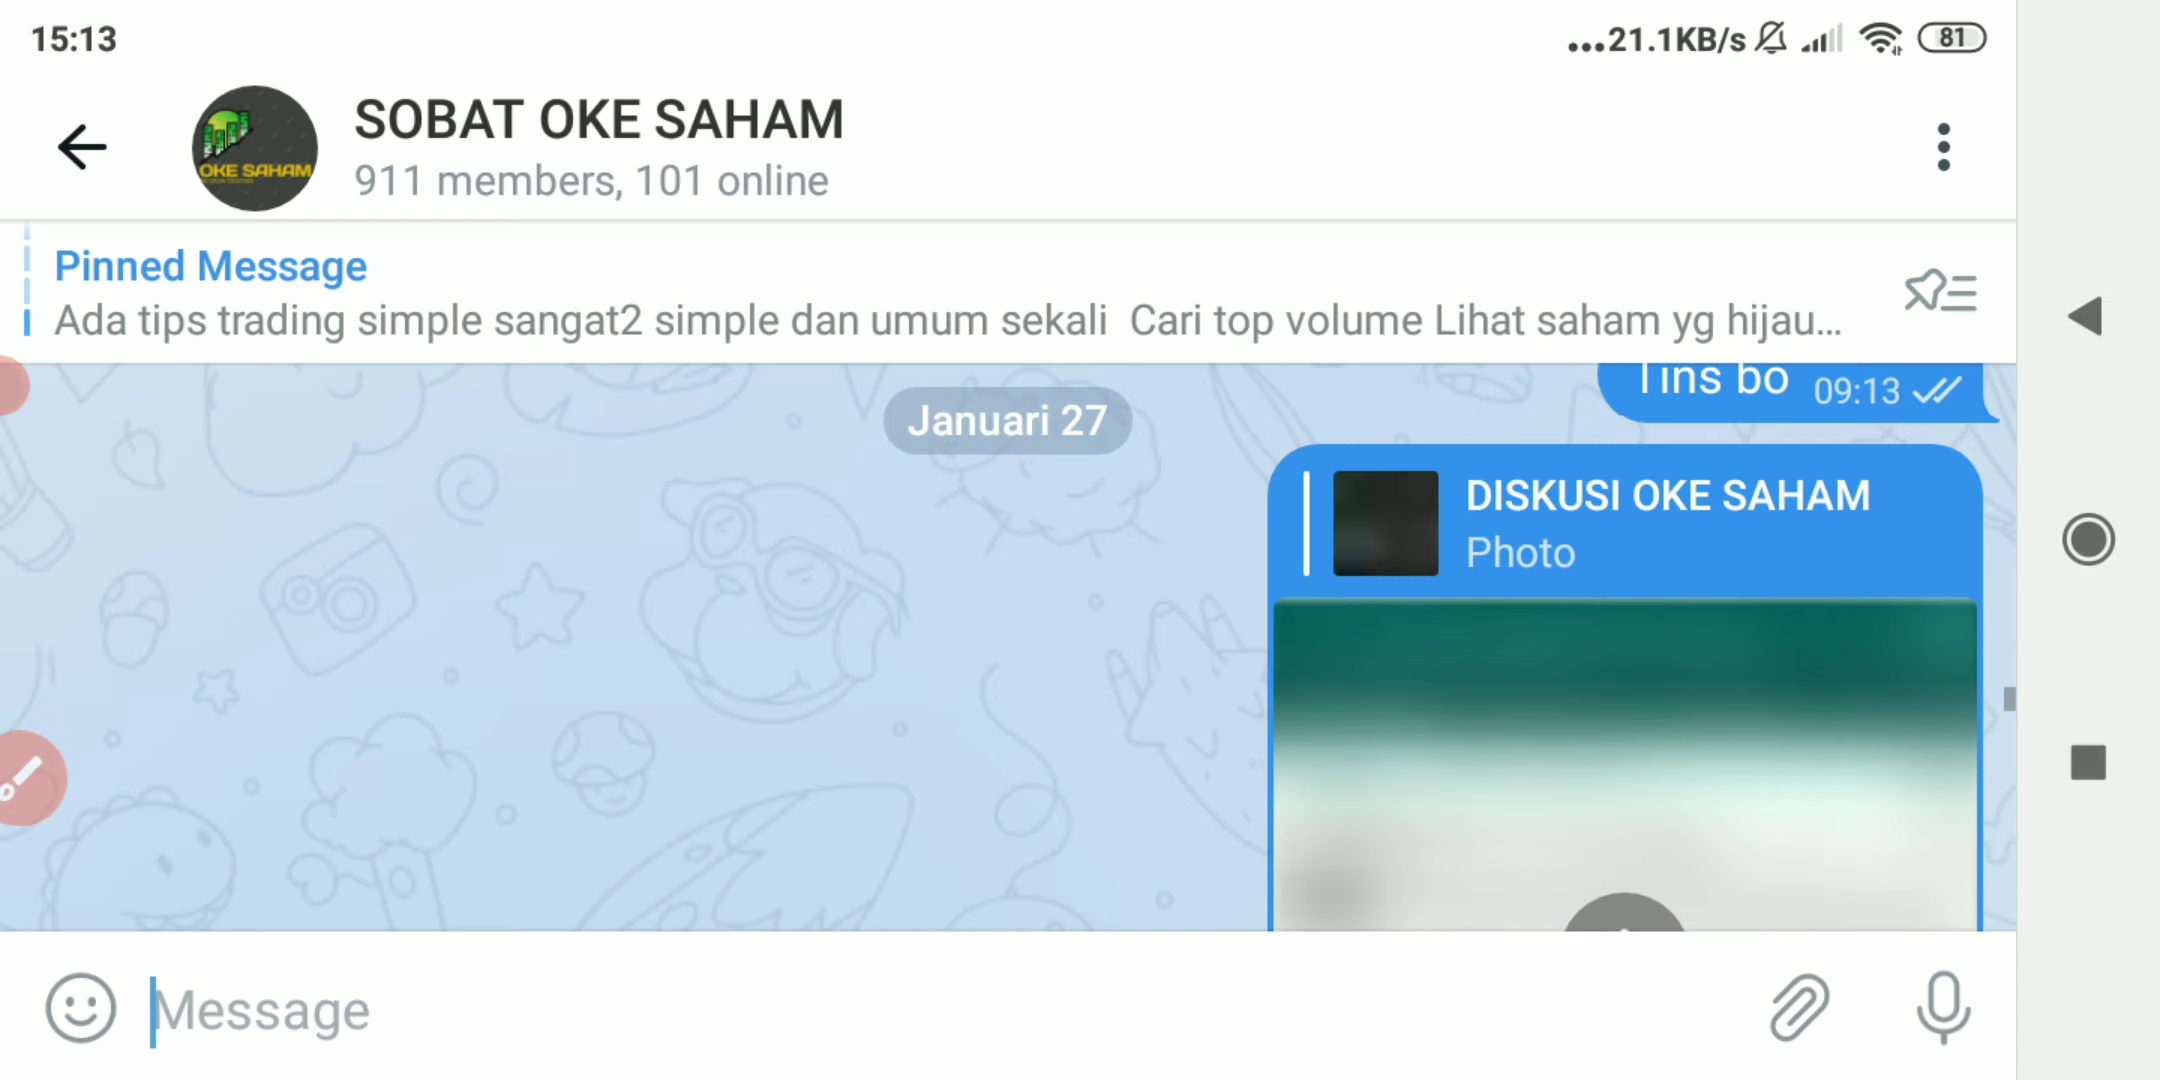 15:13
...21.1KB/s
81
OKE SAHAM
SOBAT OKE SAHAM
911 members, 101 online
Pinned Message
Ada tips trading simple sangat2 simple dan umum sekali Cari top volume Lihat saham yg hijau...
Tins bo 09:13
Januari 27
DISKUSI OKE SAHAM
Photo
Message